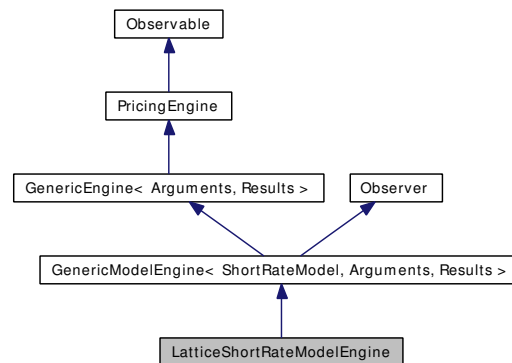 Observable
PricingEngine
GenericEngine< Arguments, Results >
Observer
GenericModelEngine< ShortRateModel, Arguments, Results >
LatticeShortRateModelEngine